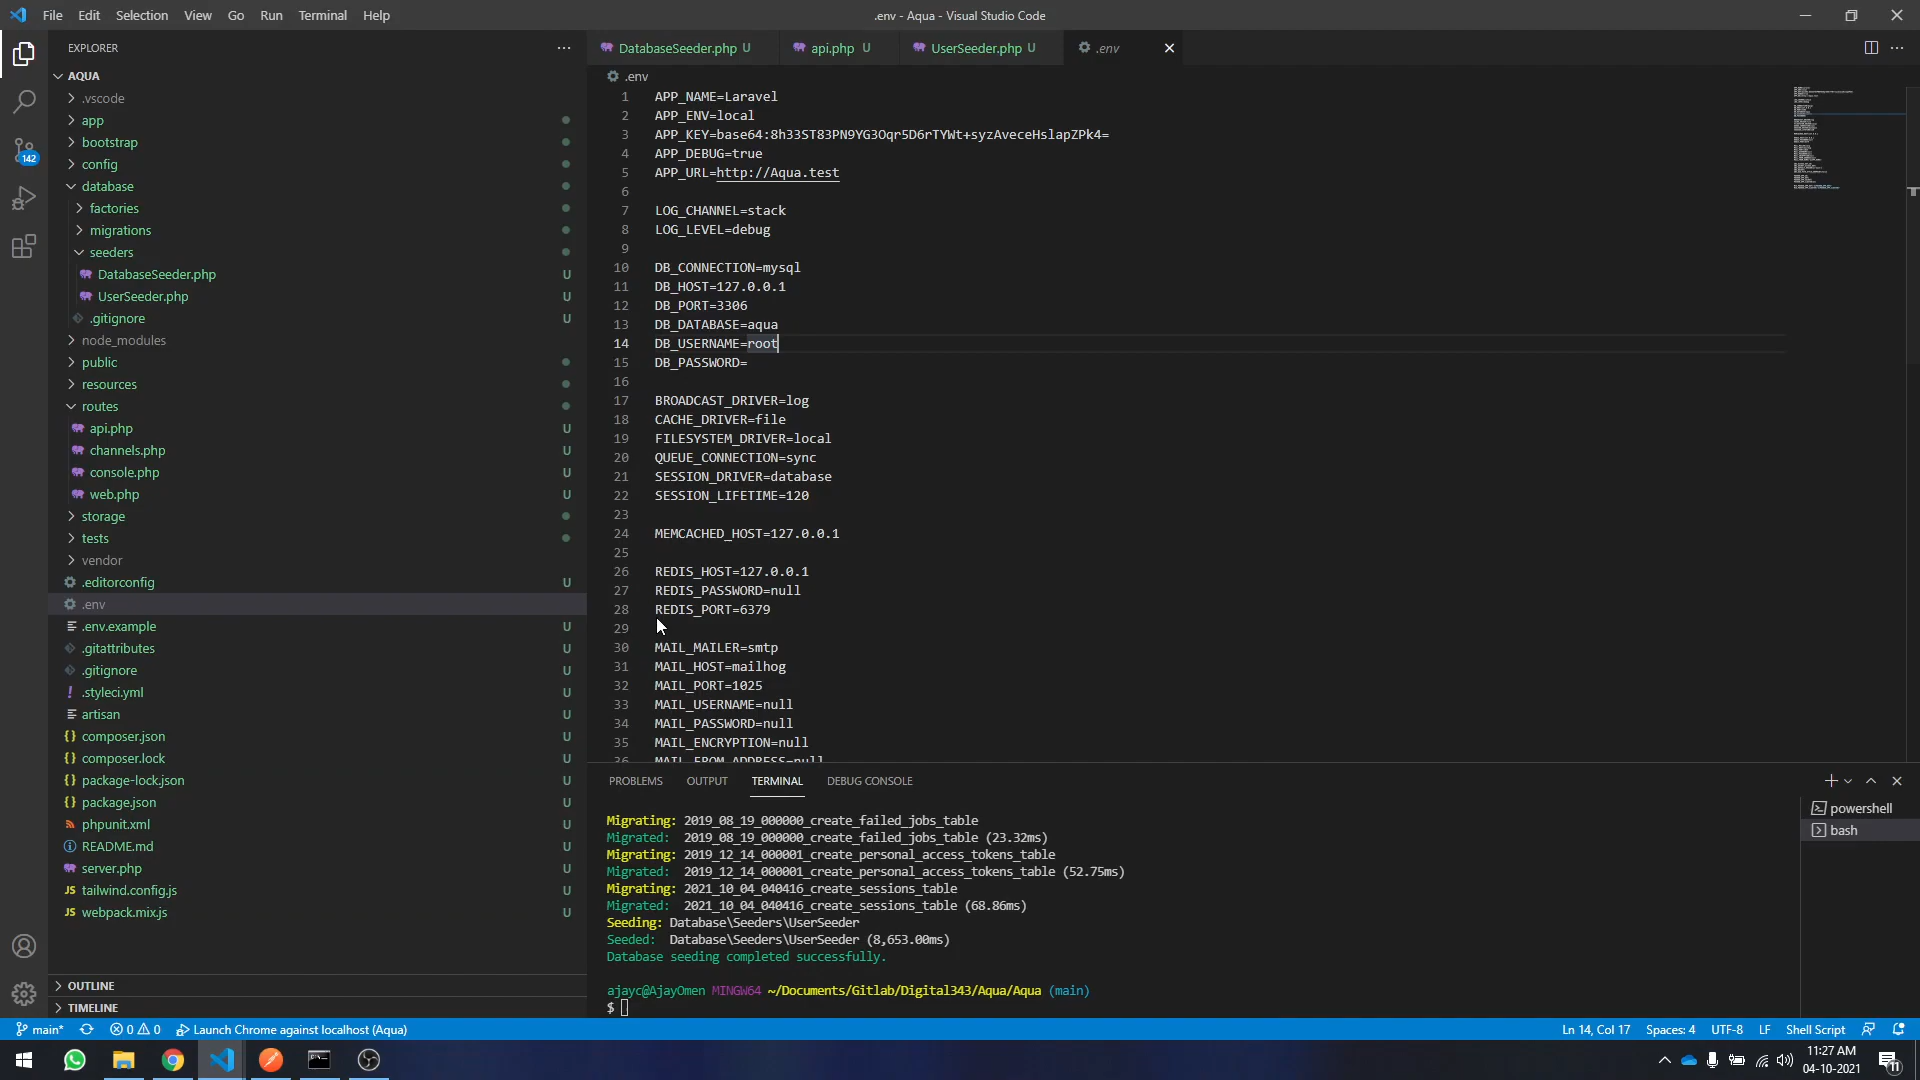 File Edit Selection View Go Run Terminal Help
.env - Aqua - Visual Studio Code
EXPLORER
AQUA
.vscode
app
bootstrap
config
database
factories
migrations
seeders
DatabaseSeeder.php U
UserSeeder.php U
.gitignore U
node_modules
public
resources
routes
api.php U
channels.php U
console.php U
web.php U
storage
tests
vendor
.editorconfig U
.env
.env.example U
.gitattributes U
.gitignore U
.styleci.yml U
artisan U
composer.json U
composer.lock U
package-lock.json U
package.json U
phpunit.xml U
README.md U
server.php U
JS tailwind.config.js U
JS webpack.mix.js U
OUTLINE
TIMELINE
142
DatabaseSeeder.php U api.php U UserSeeder.php U .env
.env
1 APP_NAME=Laravel
2 APP_ENV=local
3 APP_KEY=base64:8h33ST83PN9YG3Oqr5D6rTYWt+syzAveceHslapZPk4=
4 APP_DEBUG=true
5 APP_URL=http://Aqua.test
6
7 LOG_CHANNEL=stack
8 LOG_LEVEL=debug
9
10 DB_CONNECTION=mysql
11 DB_HOST=127.0.0.1
12 DB_PORT=3306
13 DB_DATABASE=aqua
14 DB_USERNAME=root
15 DB_PASSWORD=
16
17 BROADCAST_DRIVER=log
18 CACHE_DRIVER=file
19 FILESYSTEM_DRIVER=local
20 QUEUE_CONNECTION=sync
21 SESSION_DRIVER=database
22 SESSION_LIFETIME=120
23
24 MEMCACHED_HOST=127.0.0.1
25
26 REDIS_HOST=127.0.0.1
27 REDIS_PASSWORD=null
28 REDIS_PORT=6379
29
30 MAIL_MAILER=smtp
31 MAIL_HOST=mailhog
32 MAIL_PORT=1025
33 MAIL_USERNAME=null
34 MAIL_PASSWORD=null
35 MAIL_ENCRYPTION=null
36 MAIL_FROM_ADDRESS=null
PROBLEMS OUTPUT TERMINAL DEBUG CONSOLE
powershell
bash
Migrating: 2019_08_19_000000_create_failed_jobs_table
Migrated: 2019_08_19_000000_create_failed_jobs_table (23.32ms)
Migrating: 2019_12_14_000001_create_personal_access_tokens_table
Migrated: 2019_12_14_000001_create_personal_access_tokens_table (52.75ms)
Migrating: 2021_10_04_040416_create_sessions_table
Migrated: 2021_10_04_040416_create_sessions_table (68.86ms)
Seeding: Database\Seeders\UserSeeder
Seeded: Database\Seeders\UserSeeder (8,653.00ms)
Database seeding completed successfully.
ajayc@AjayOmen MINGW64 ~/Documents/Gitlab/Digital343/Aqua/Aqua (main)
$
main* 0 0 Launch Chrome against localhost (Aqua)
Ln 14, Col 17 Spaces: 4 UTF-8 LF Shell Script
11:27 AM
04-10-2021
11